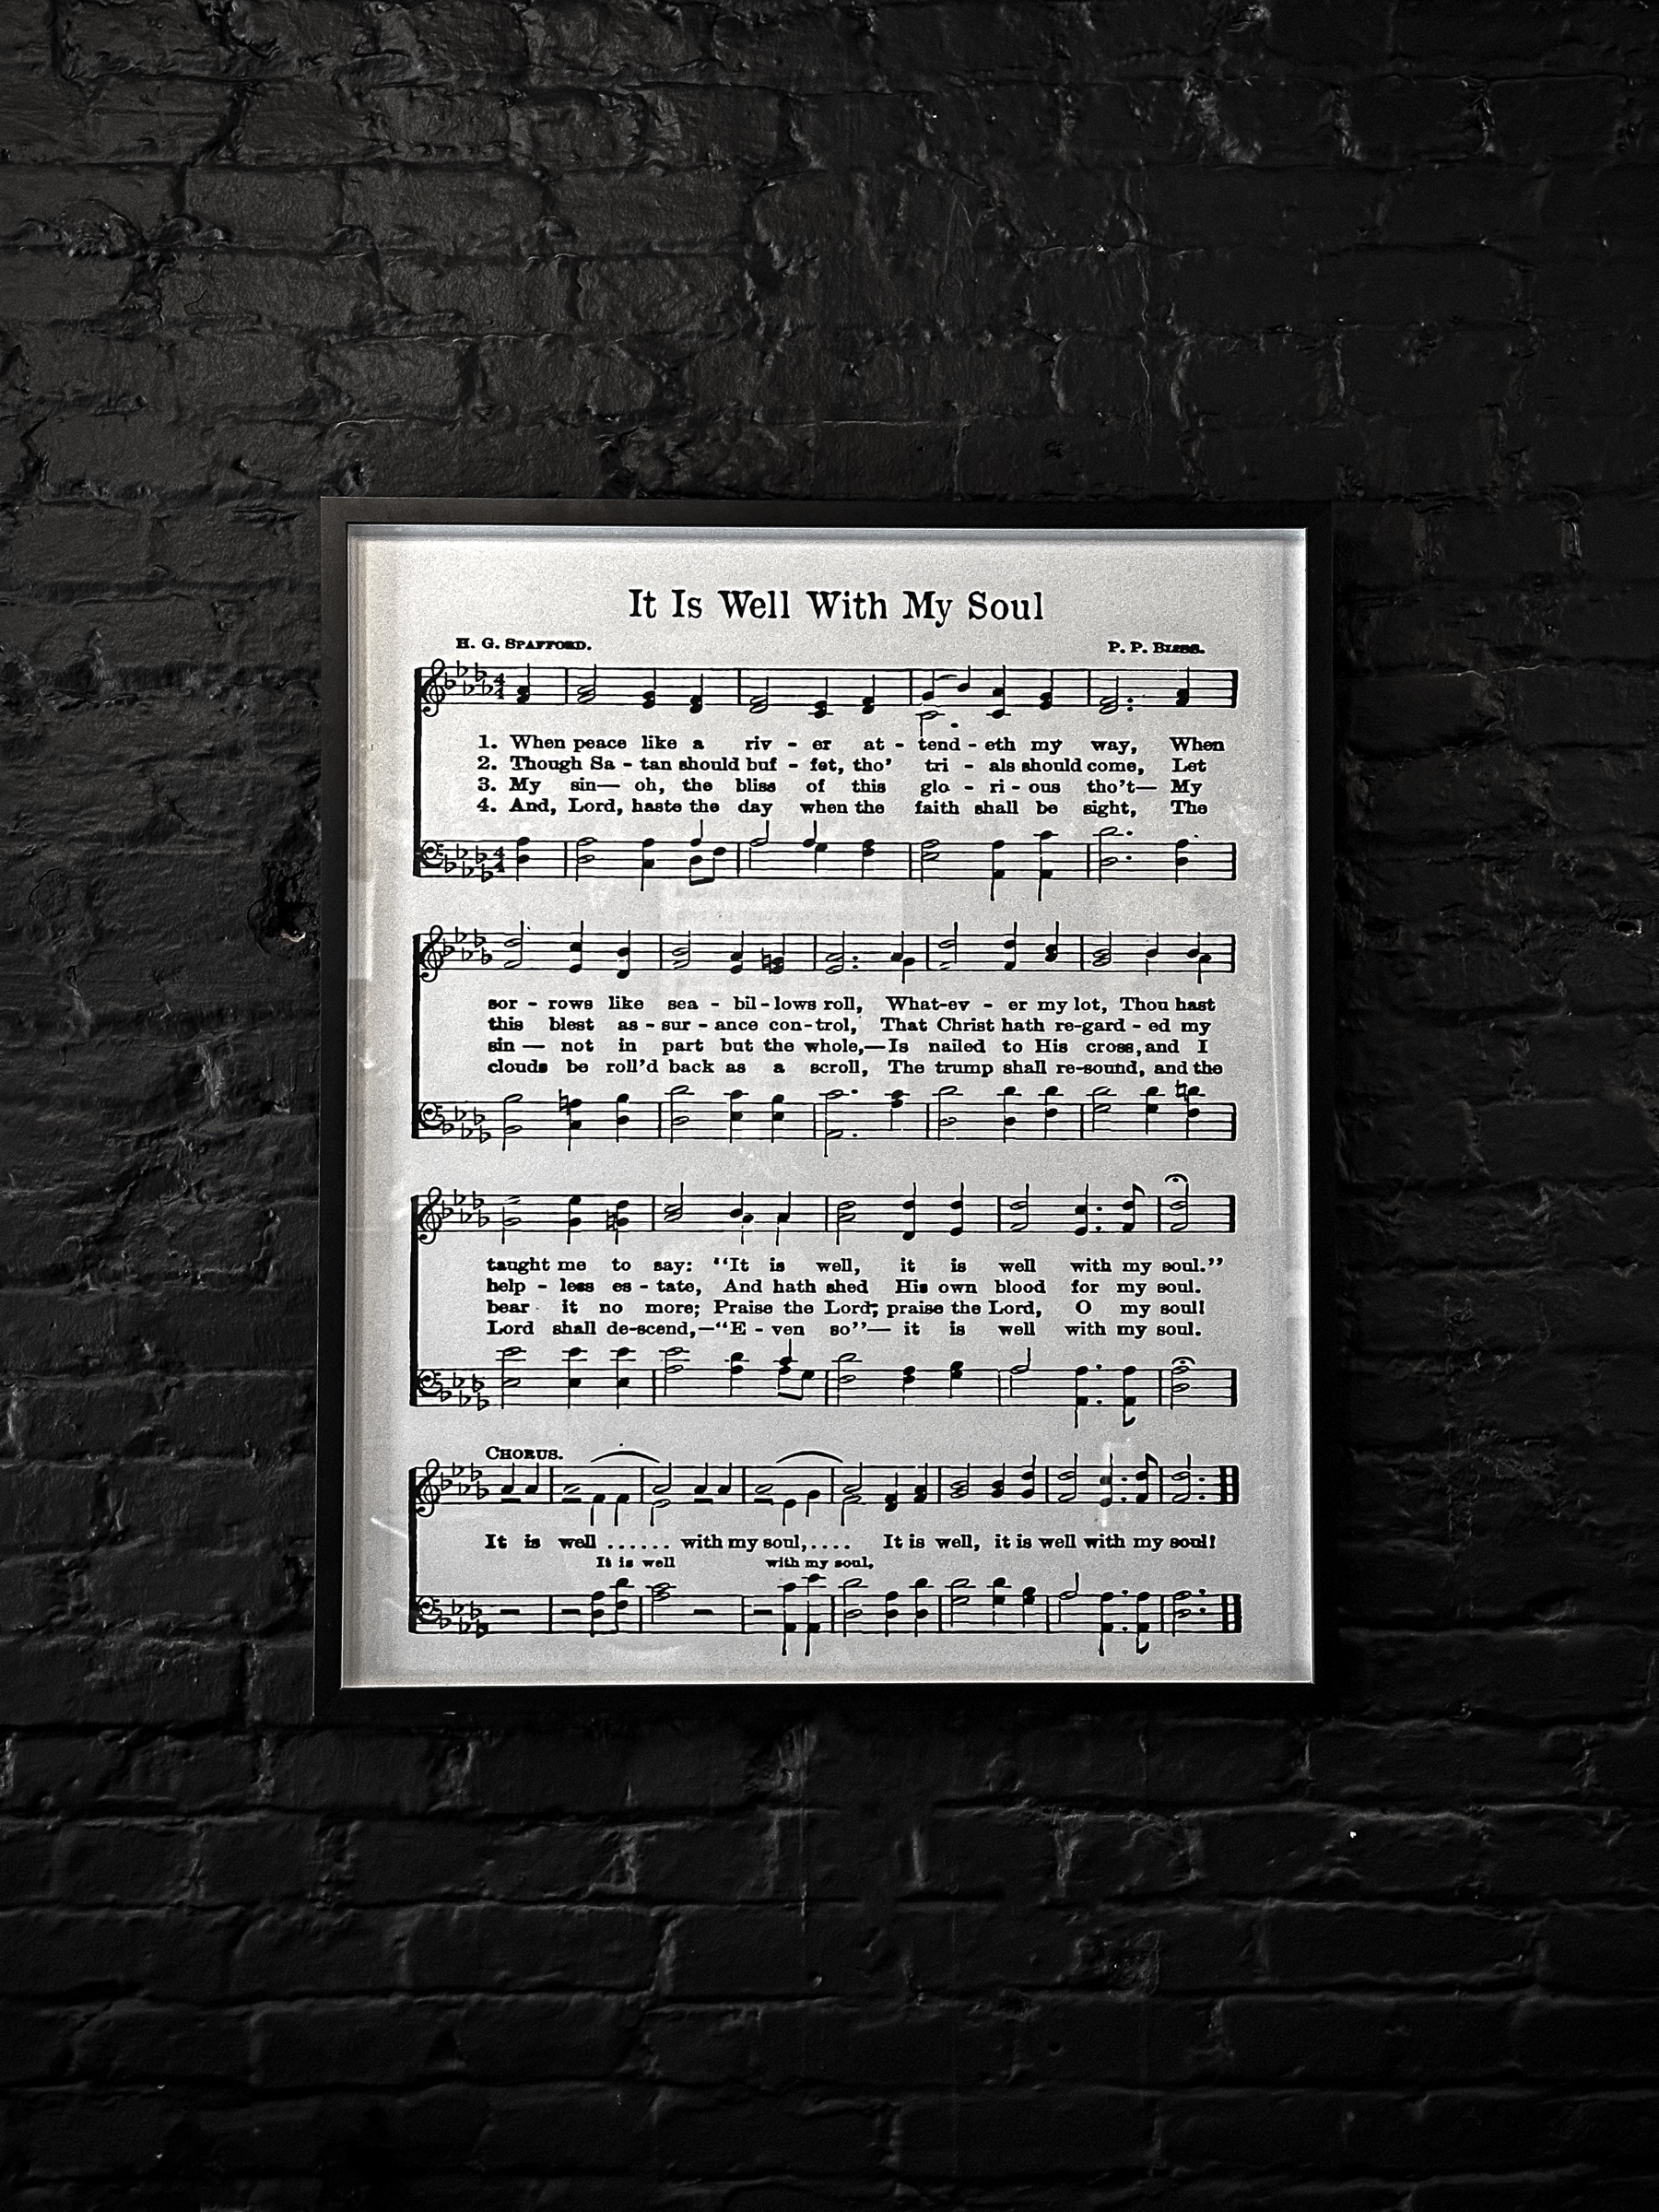 It Is Well With My Soul
H. G. SPAFFORD. P. P. BLISS.
1. When peace like a riv - er at - tend - eth my way, When
2. Though Sa - tan should buf - fet, tho' tri - als should come, Let
3. My sin— oh, the bliss of this glo - ri - ous tho't— My
4. And, Lord, haste the day when the faith shall be sight, The
sor - rows like sea - bil - lows roll, What-ev - er my lot, Thou hast
this blest as - sur - ance con-trol, That Christ hath re-gard - ed my
sin — not in part but the whole,—Is nailed to His cross, and I
clouds be roll'd back as a scroll, The trump shall re-sound, and the
taught me to say: "It is well, it is well with my soul."
help - less es - tate, And hath shed His own blood for my soul.
bear it no more; Praise the Lord; praise the Lord, O my soul!
Lord shall de-scend,—"E - ven so"— it is well with my soul.
CHORUS.
It is well ...... with my soul,.... It is well, it is well with my soul!
It is well with my soul,